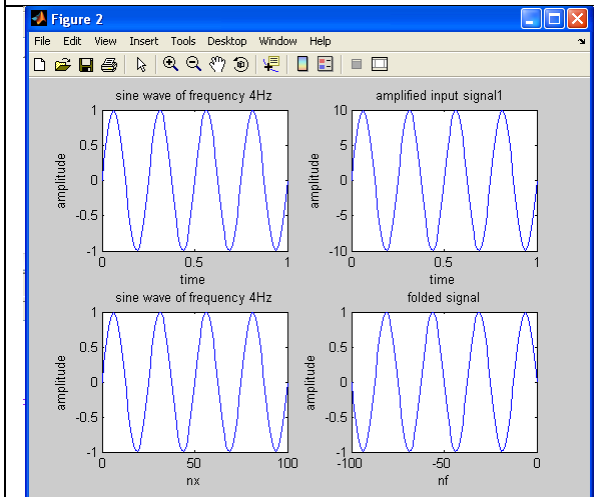 Figure 2
File Edit View Insert Tools Desktop Window Help
sine wave of frequency 4Hz
1
0.5
0
-0.5
-1
amplitude
0 0.5 1
time
amplified input signal1
10
5
0
-5
-10
amplitude
0 0.5 1
time
sine wave of frequency 4Hz
1
0.5
0
-0.5
-1
amplitude
0 50 100
nx
folded signal
1
0.5
0
-0.5
-1
amplitude
-100 -50 0
nf